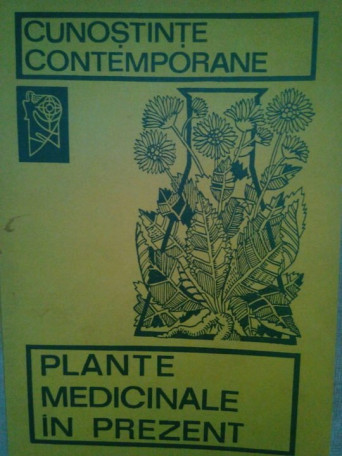 CUNOȘTINȚE
CONTEMPORANE
PLANTE
MEDICINALE
ÎN PREZENT